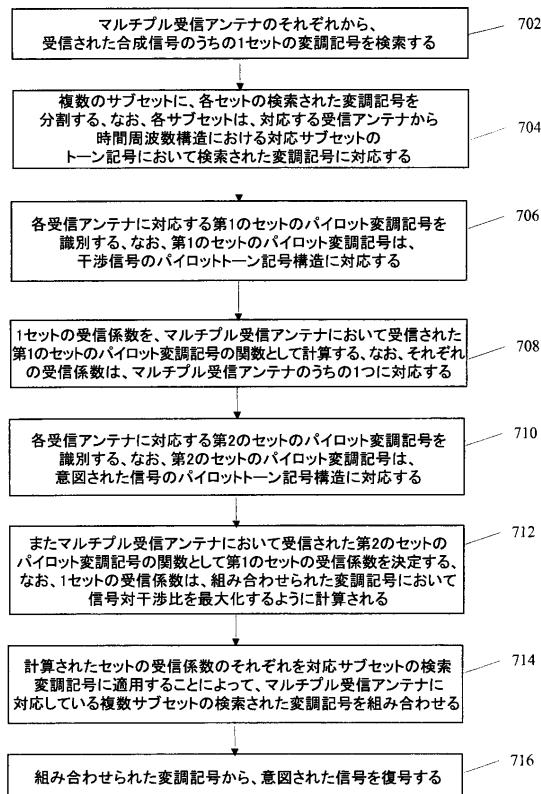 マルチプル受信アンテナのそれぞれから、
受信された合成信号のうちの1セットの変調記号を検索する
702
複数のサブセットに、各セットの検索された変調記号を
分割する、なお、各サブセットは、対応する受信アンテナから
時間周波数構造における対応サブセットの
トーン記号において検索された変調記号に対応する
704
各受信アンテナに対応する第1のセットのパイロット変調記号を
識別する、なお、第1のセットのパイロット変調記号は、
干渉信号のパイロットトーン記号構造に対応する
706
1セットの受信係数を、マルチプル受信アンテナにおいて受信された
第1のセットのパイロット変調記号の関数として計算する、なお、それぞれ
の受信係数は、マルチプル受信アンテナのうちの1つに対応する
708
各受信アンテナに対応する第2のセットのパイロット変調記号を
識別する、なお、第2のセットのパイロット変調記号は、
意図された信号のパイロットトーン記号構造に対応する
710
またマルチプル受信アンテナにおいて受信された第2のセットの
パイロット変調記号の関数として第1のセットの受信係数を決定する、
なお、1セットの受信係数は、組み合わせられた変調記号において
信号対干渉比を最大化するように計算される
712
計算されたセットの受信係数のそれぞれを対応サブセットの検索
変調記号に適用することによって、マルチプル受信アンテナに
対応している複数サブセットの検索された変調記号を組み合わせる
714
組み合わせられた変調記号から、意図された信号を復号する
716